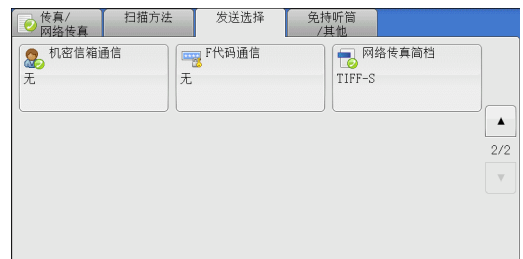 传真/
网络传真
扫描方法
发送选择
免持听筒
/其他
机密信箱通信
无
F代码通信
无
网络传真简档
TIFF-S
2/2